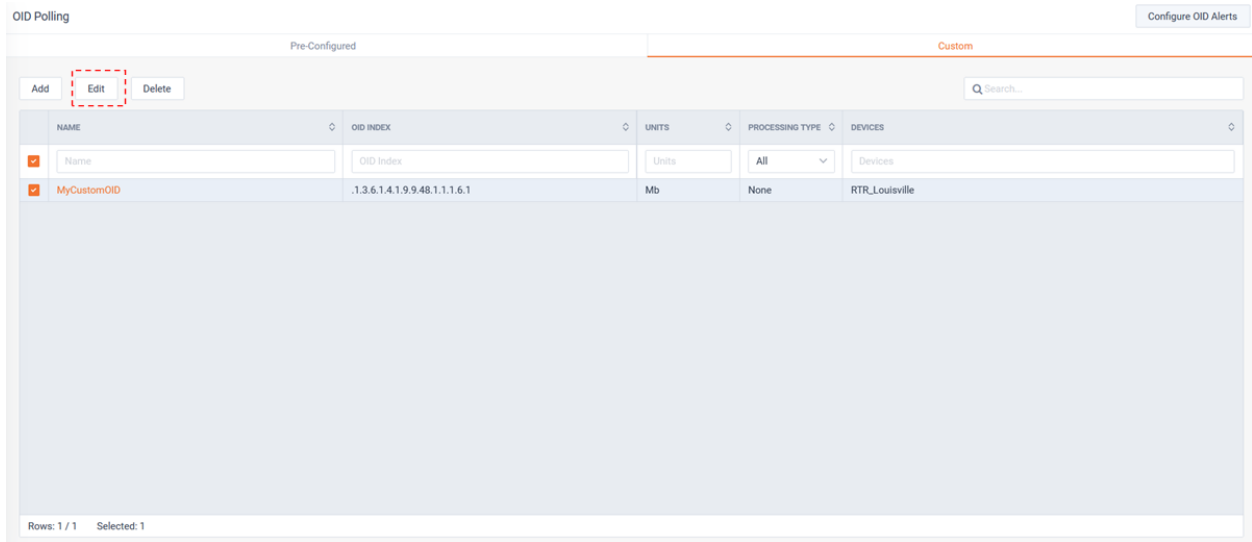 OID Polling
Configure OID Alerts
Pre-Configured
Custom
Add Edit Delete
Search...
NAME OID INDEX UNITS PROCESSING TYPE DEVICES
Name OID Index Units All Devices
MyCustomOID .1.3.6.1.4.1.9.9.48.1.1.1.6.1 Mb None RTR_Louisville
Rows: 1 / 1 Selected: 1